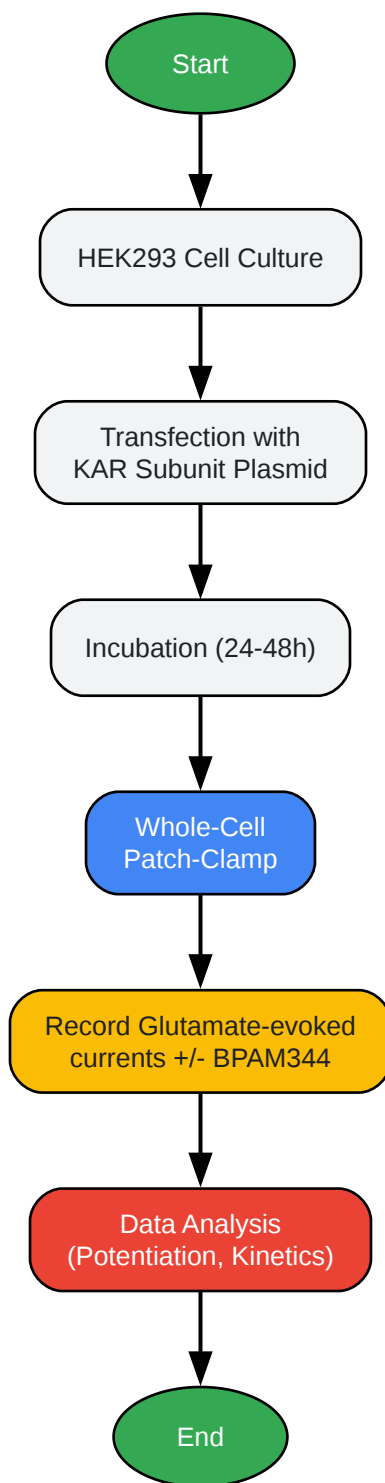 Start
HEK293 Cell Culture
Transfection with
KAR Subunit Plasmid
Incubation (24-48h)
Whole-Cell
Patch-Clamp
Record Glutamate-evoked
currents +/- BPAM344
Data Analysis
(Potentiation, Kinetics)
End